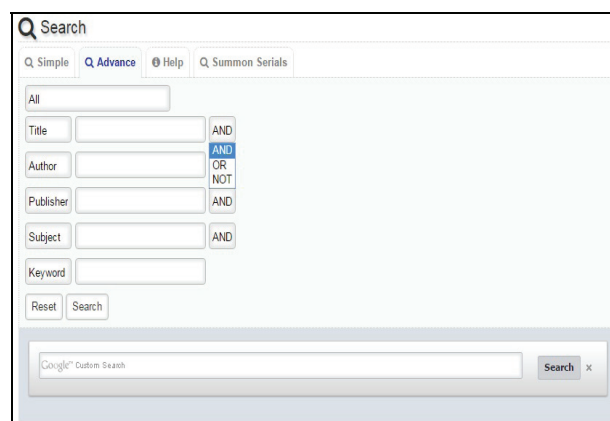 Search
Simple Advance Help Summon Serials
All
Title AND
AND
OR
NOT
Author
Publisher AND
Subject AND
Keyword
Reset Search
Google™ Custom Search Search x